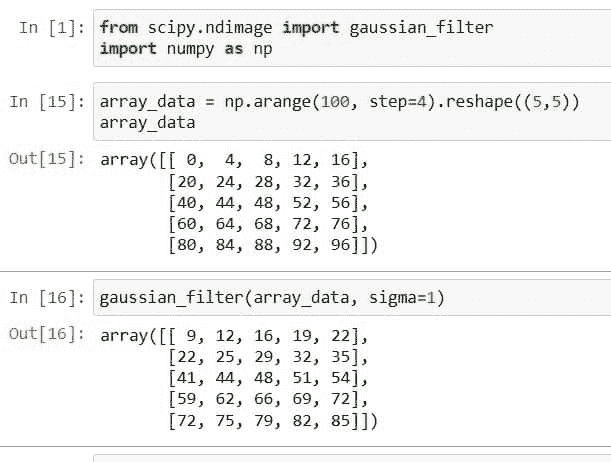 In [1]: from scipy.ndimage import gaussian_filter
import numpy as np
In [15]: array_data = np.arange(100, step=4).reshape((5,5))
array_data
Out[15]: array([[ 0,  4,  8, 12, 16],
[20, 24, 28, 32, 36],
[40, 44, 48, 52, 56],
[60, 64, 68, 72, 76],
[80, 84, 88, 92, 96]])
In [16]: gaussian_filter(array_data, sigma=1)
Out[16]: array([[ 9, 12, 16, 19, 22],
[22, 25, 29, 32, 35],
[41, 44, 48, 51, 54],
[59, 62, 66, 69, 72],
[72, 75, 79, 82, 85]])